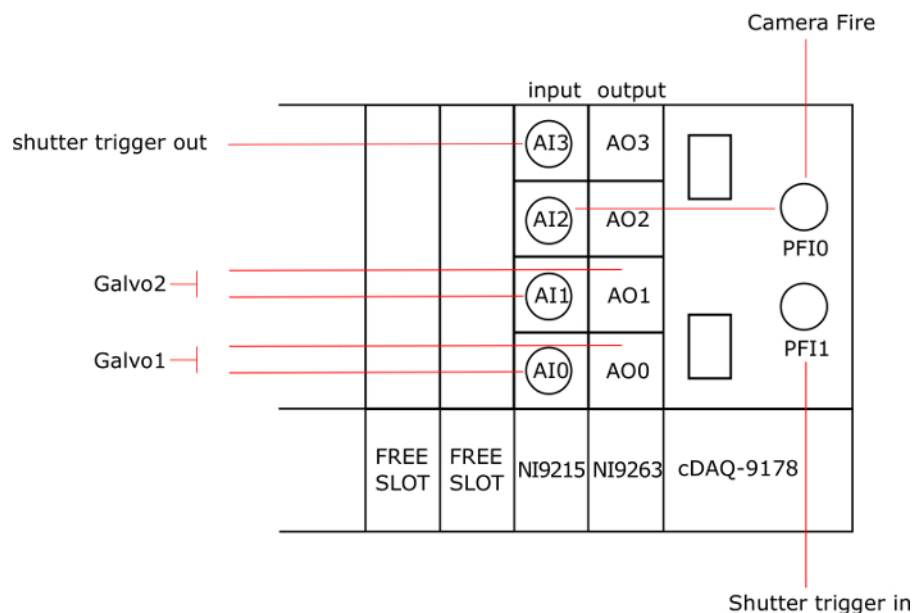 Camera Fire
input output
shutter trigger out
AI3 AO3
AI2 AO2
PFI0
Galvo2
AI1 AO1
PFI1
Galvo1
AI0 AO0
FREE SLOT
FREE SLOT
NI9215
NI9263
cDAQ-9178
Shutter trigger in